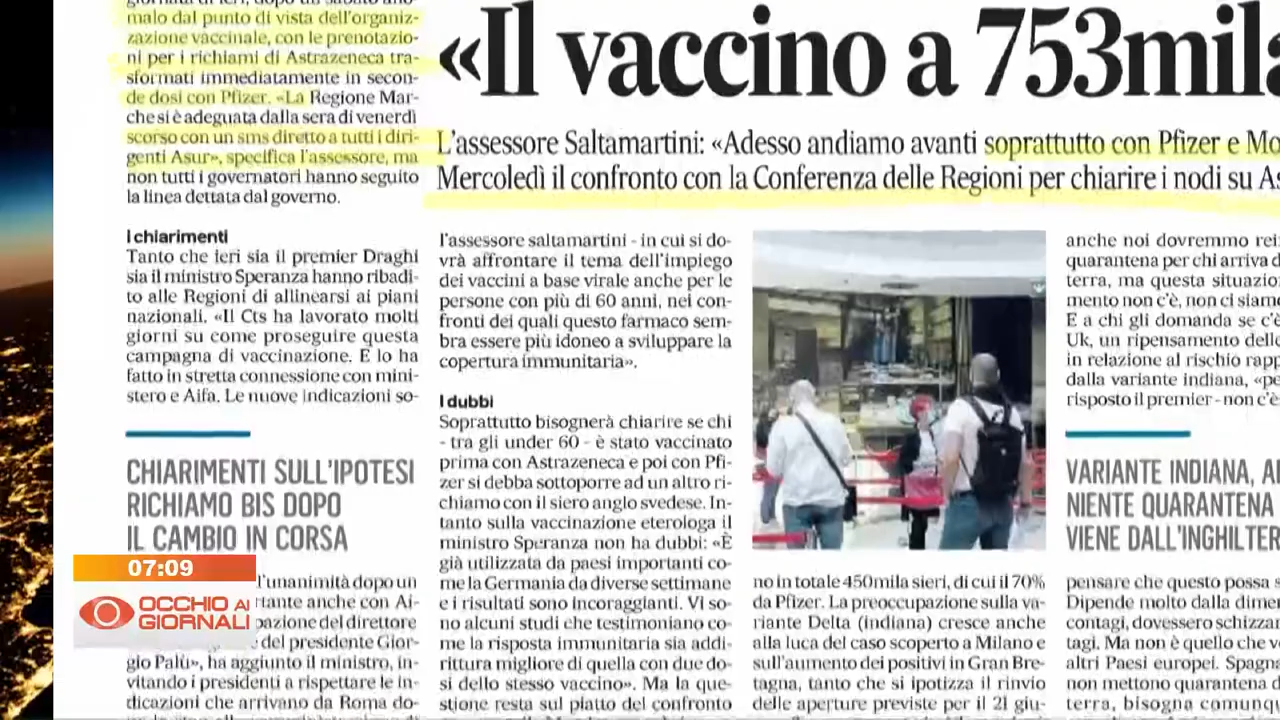 malo dal punto di vista dell'organiz-
zazione vaccinale, con le prenotazio-
ni per i richiami di Astrazeneca tra-
sformati immediatamente in secon-
de dosi con Pfizer. «La Regione Mar-
che si è adeguata dalla sera di venerdì
scorso con un sms diretto a tutti i diri-
genti Asur», specifica l'assessore, ma
non tutti i governatori hanno seguito
la linea dettata dal governo.
I chiarimenti
Tanto che ieri sia il premier Draghi
sia il ministro Speranza hanno ribadi-
to alle Regioni di allinearsi ai piani
nazionali. «Il Cts ha lavorato molti
giorni su come proseguire questa
campagna di vaccinazione. E lo ha
fatto in stretta connessione con mini-
stero e Aifa. Le nuove indicazioni so-
CHIARIMENTI SULL'IPOTESI
RICHIAMO BIS DOPO
IL CAMBIO IN CORSA
l'unanimità dopo un
rtante anche con Ai-
pazione del direttore
del presidente Gior-
gio Palù», ha aggiunto il ministro, in-
vitando i presidenti a rispettare le in-
dicazioni che arrivano da Roma do-
07:09
OCCHIO AI
GIORNALI
«Il vaccino a 753mila
L'assessore Saltamartini: «Adesso andiamo avanti soprattutto con Pfizer e Mo
Mercoledì il confronto con la Conferenza delle Regioni per chiarire i nodi su As
l'assessore saltamartini - in cui si do-
vrà affrontare il tema dell'impiego
dei vaccini a base virale anche per le
persone con più di 60 anni, nei con-
fronti dei quali questo farmaco sem-
bra essere più idoneo a sviluppare la
copertura immunitaria».
I dubbi
Soprattutto bisognerà chiarire se chi
- tra gli under 60 - è stato vaccinato
prima con Astrazeneca e poi con Pfi-
zer si debba sottoporre ad un altro ri-
chiamo con il siero anglo svedese. In-
tanto sulla vaccinazione eterologa il
ministro Speranza non ha dubbi: «È
già utilizzata da paesi importanti co-
me la Germania da diverse settimane
e i risultati sono incoraggianti. Vi so-
no alcuni studi che testimoniano co-
me la risposta immunitaria sia addi-
rittura migliore di quella con due do-
si dello stesso vaccino». Ma la que-
stione resta sul piatto del confronto
no in totale 450mila sieri, di cui il 70%
da Pfizer. La preoccupazione sulla va-
riante Delta (indiana) cresce anche
alla luca del caso scoperto a Milano e
sull'aumento dei positivi in Gran Bre-
tagna, tanto che si ipotizza il rinvio
delle aperture previste per il 21 giu-
anche noi dovremmo rei
quarantena per chi arriva d
terra, ma questa situazio
mento non c'è, non ci siam
E a chi gli domanda se c'è
Uk, un ripensamento delle
in relazione al rischio rapp
dalla variante indiana, «pe
risposto il premier - non c'è
VARIANTE INDIANA, A
NIENTE QUARANTENA
VIENE DALL'INGHILTER
pensare che questo possa s
Dipende molto dalla dime
contagi, dovessero schizzar
tagi. Ma non è quello che v
altri Paesi europei. Spagn
non mettono quarantena d
terra, bisogna comunqu